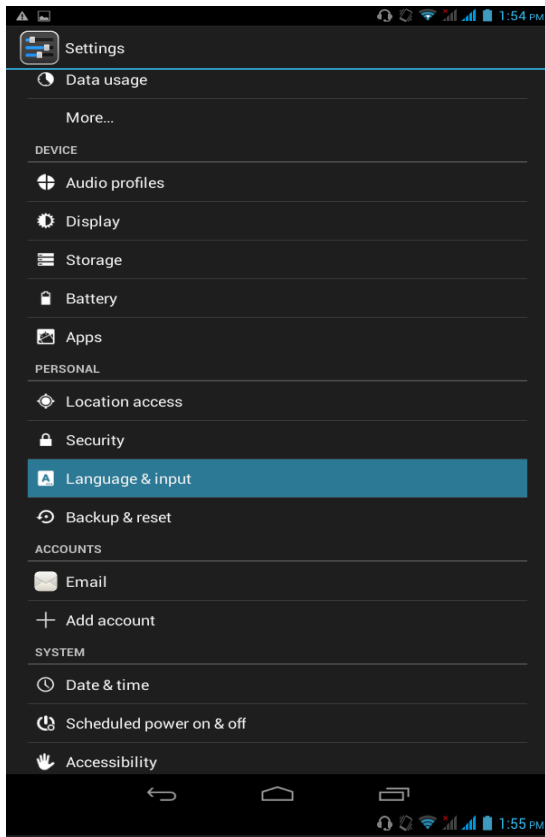 1:54 PM
Settings
Data usage
More...
DEVICE
Audio profiles
Display
Storage
Battery
Apps
PERSONAL
Location access
Security
Language & input
Backup & reset
ACCOUNTS
Email
Add account
SYSTEM
Date & time
Scheduled power on & off
Accessibility
1:55 PM